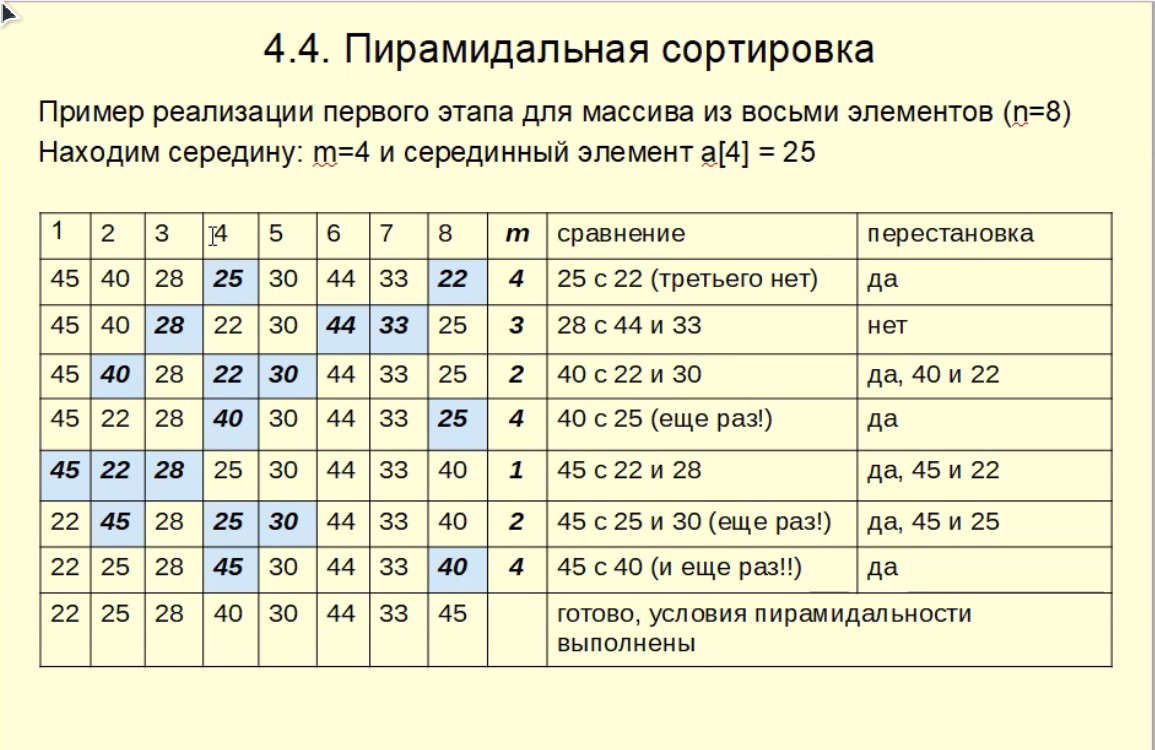 4.4. Пирамидальная сортировка
Пример реализации первого этапа для массива из восьми элементов (n=8)
Находим середину: m=4 и серединный элемент a[4] = 25
1 2 3 4 5 6 7 8 m сравнение перестановка
45 40 28 25 30 44 33 22 4 25 с 22 (третьего нет) да
45 40 28 22 30 44 33 25 3 28 с 44 и 33 нет
45 40 28 22 30 44 33 25 2 40 с 22 и 30 да, 40 и 22
45 22 28 40 30 44 33 25 4 40 с 25 (еще раз!) да
45 22 28 25 30 44 33 40 1 45 с 22 и 28 да, 45 и 22
22 45 28 25 30 44 33 40 2 45 с 25 и 30 (еще раз!) да, 45 и 25
22 25 28 45 30 44 33 40 4 45 с 40 (и еще раз!!) да
22 25 28 40 30 44 33 45 готово, условия пирамидальности
выполнены